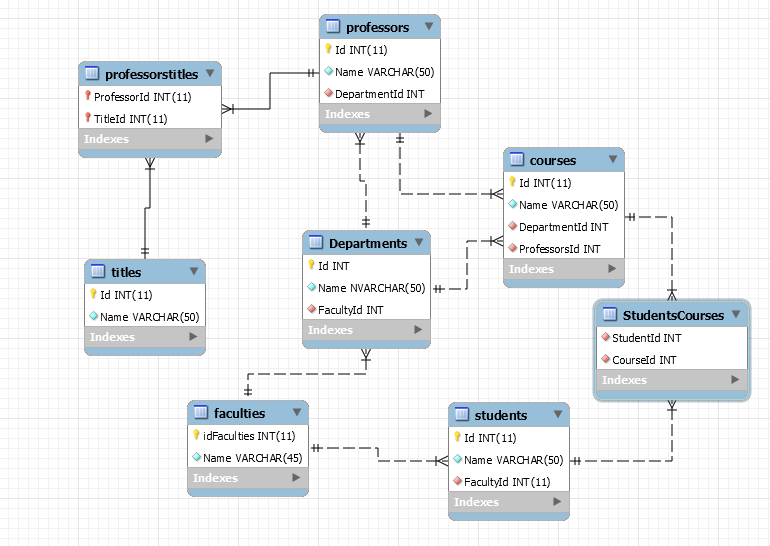 professors
Id INT(11)
Name VARCHAR(50)
DepartmentId INT
Indexes
professorstitles
ProfessorId INT(11)
TitleId INT(11)
Indexes
courses
Id INT(11)
Name VARCHAR(50)
DepartmentId INT
ProfessorsId INT
Indexes
Departments
Id INT
Name NVARCHAR(50)
FacultyId INT
Indexes
titles
Id INT(11)
Name VARCHAR(50)
Indexes
StudentsCourses
StudentId INT
CourseId INT
Indexes
faculties
idFaculties INT(11)
Name VARCHAR(45)
Indexes
students
Id INT(11)
Name VARCHAR(50)
FacultyId INT(11)
Indexes